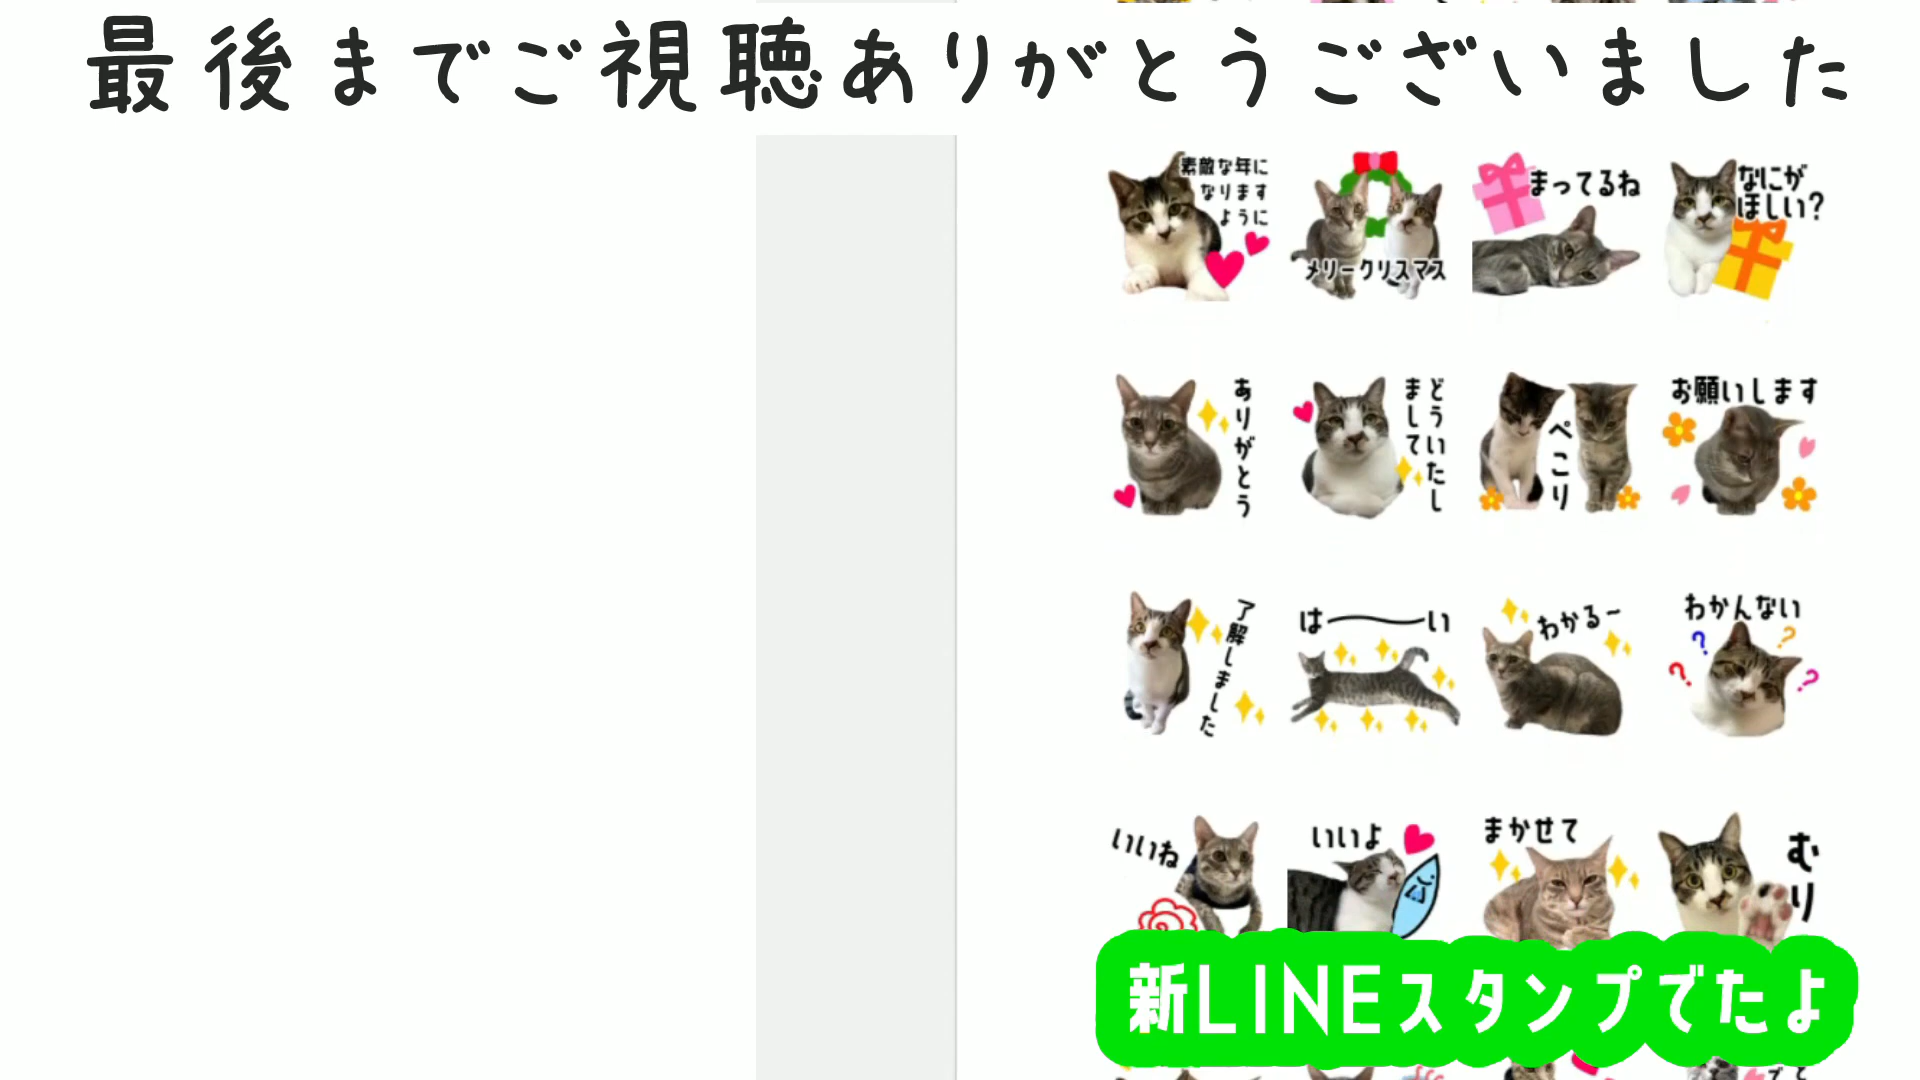 最後までご視聴ありがとうございました
素敵な年に
なります
ように
メリークリスマス
まってるね
なにが
ほしい?
ありがとう
どういたし
まして
ぺこり
お願いします
了解しました
は〜い
わかるー
わかんない
? ? ? ?
いいね
いいよ
まかせて
むり
新LINEスタンプでたよ